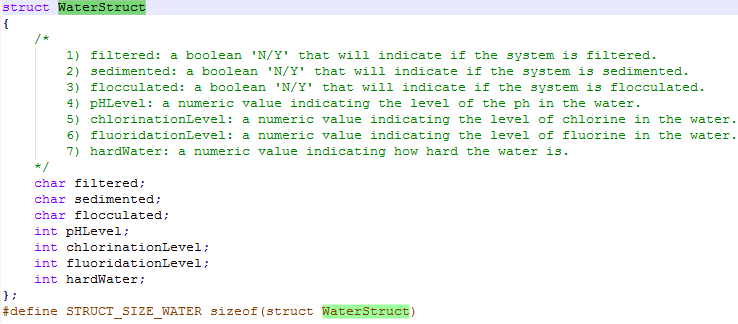 struct WaterStruct
{
/*
1) filtered: a boolean 'N/Y' that will indicate if the system is filtered.
2) sedimented: a boolean 'N/Y' that will indicate if the system is sedimented.
3) flocculated: a boolean 'N/Y' that will indicate if the system is flocculated.
4) pHLevel: a numeric value indicating the level of the ph in the water.
5) chlorinationLevel: a numeric value indicating the level of chlorine in the water.
6) fluoridationLevel: a numeric value indicating the level of fluorine in the water.
7) hardWater: a numeric value indicating how hard the water is.
*/
char filtered;
char sedimented;
char flocculated;
int pHLevel;
int chlorinationLevel;
int fluoridationLevel;
int hardWater;
};
#define STRUCT_SIZE_WATER sizeof(struct WaterStruct)